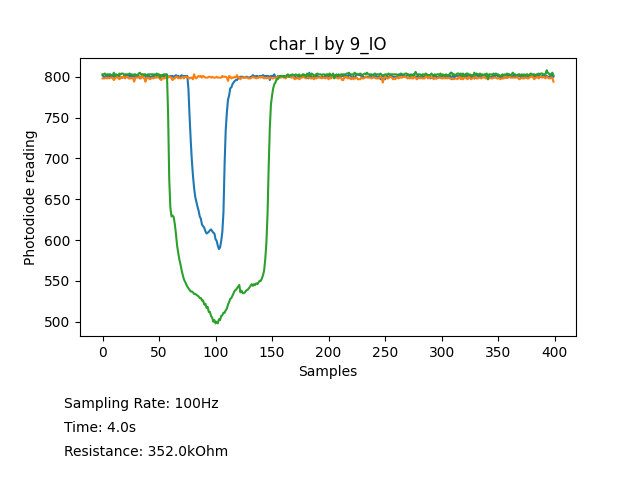 char_I by 9_IO
800
750
700
650
600
550
500
Photodiode reading
0 50 100 150 200 250 300 350 400
Samples
Sampling Rate: 100Hz
Time: 4.0s
Resistance: 352.0kOhm